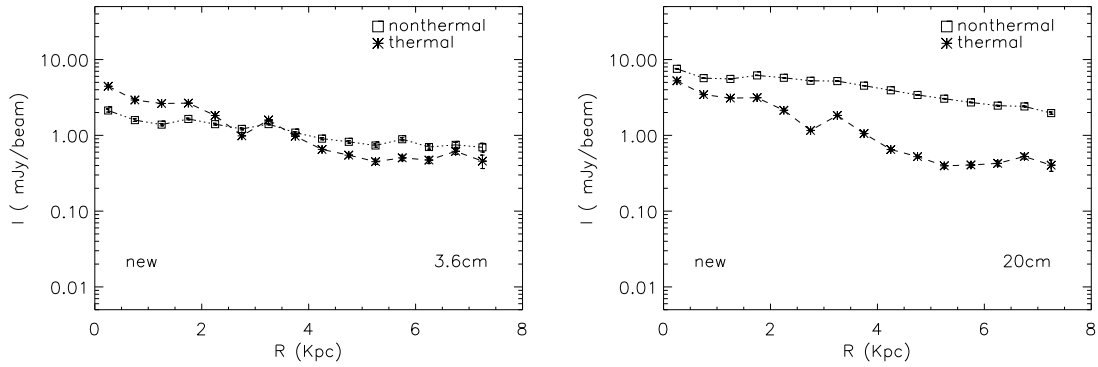 nonthermal
thermal
10.00
1.00
0.10
0.01
I ( mJy/beam)
new
3.6cm
0
2
4
6
8
R (Kpc)
nonthermal
thermal
10.00
1.00
0.10
0.01
I ( mJy/beam)
new
20cm
0
2
4
6
8
R (Kpc)